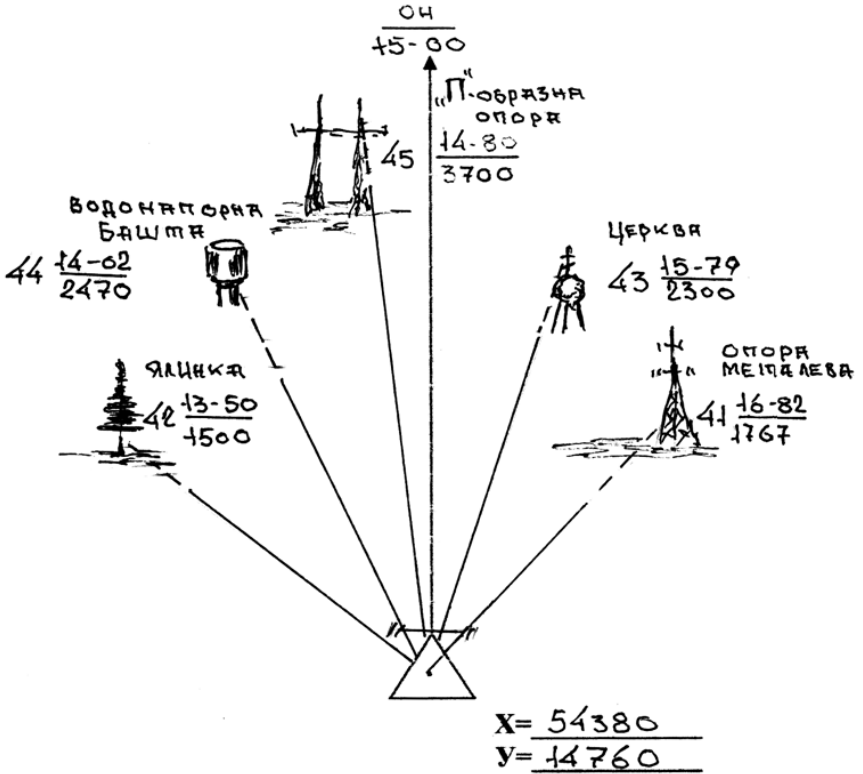 ОН
15-00
„П"-ОБРАЗНА
ОПОРА
45 14-80
3700
ВОДОНАПОРНА
БАШТА
44 14-02
2470
ЦЕРКВА
43 15-79
2300
ОПОРА
МЕТАЛЕВА
41 16-82
1767
ЯЛИНКА
42 13-50
1500
X= 54380
У= 14760